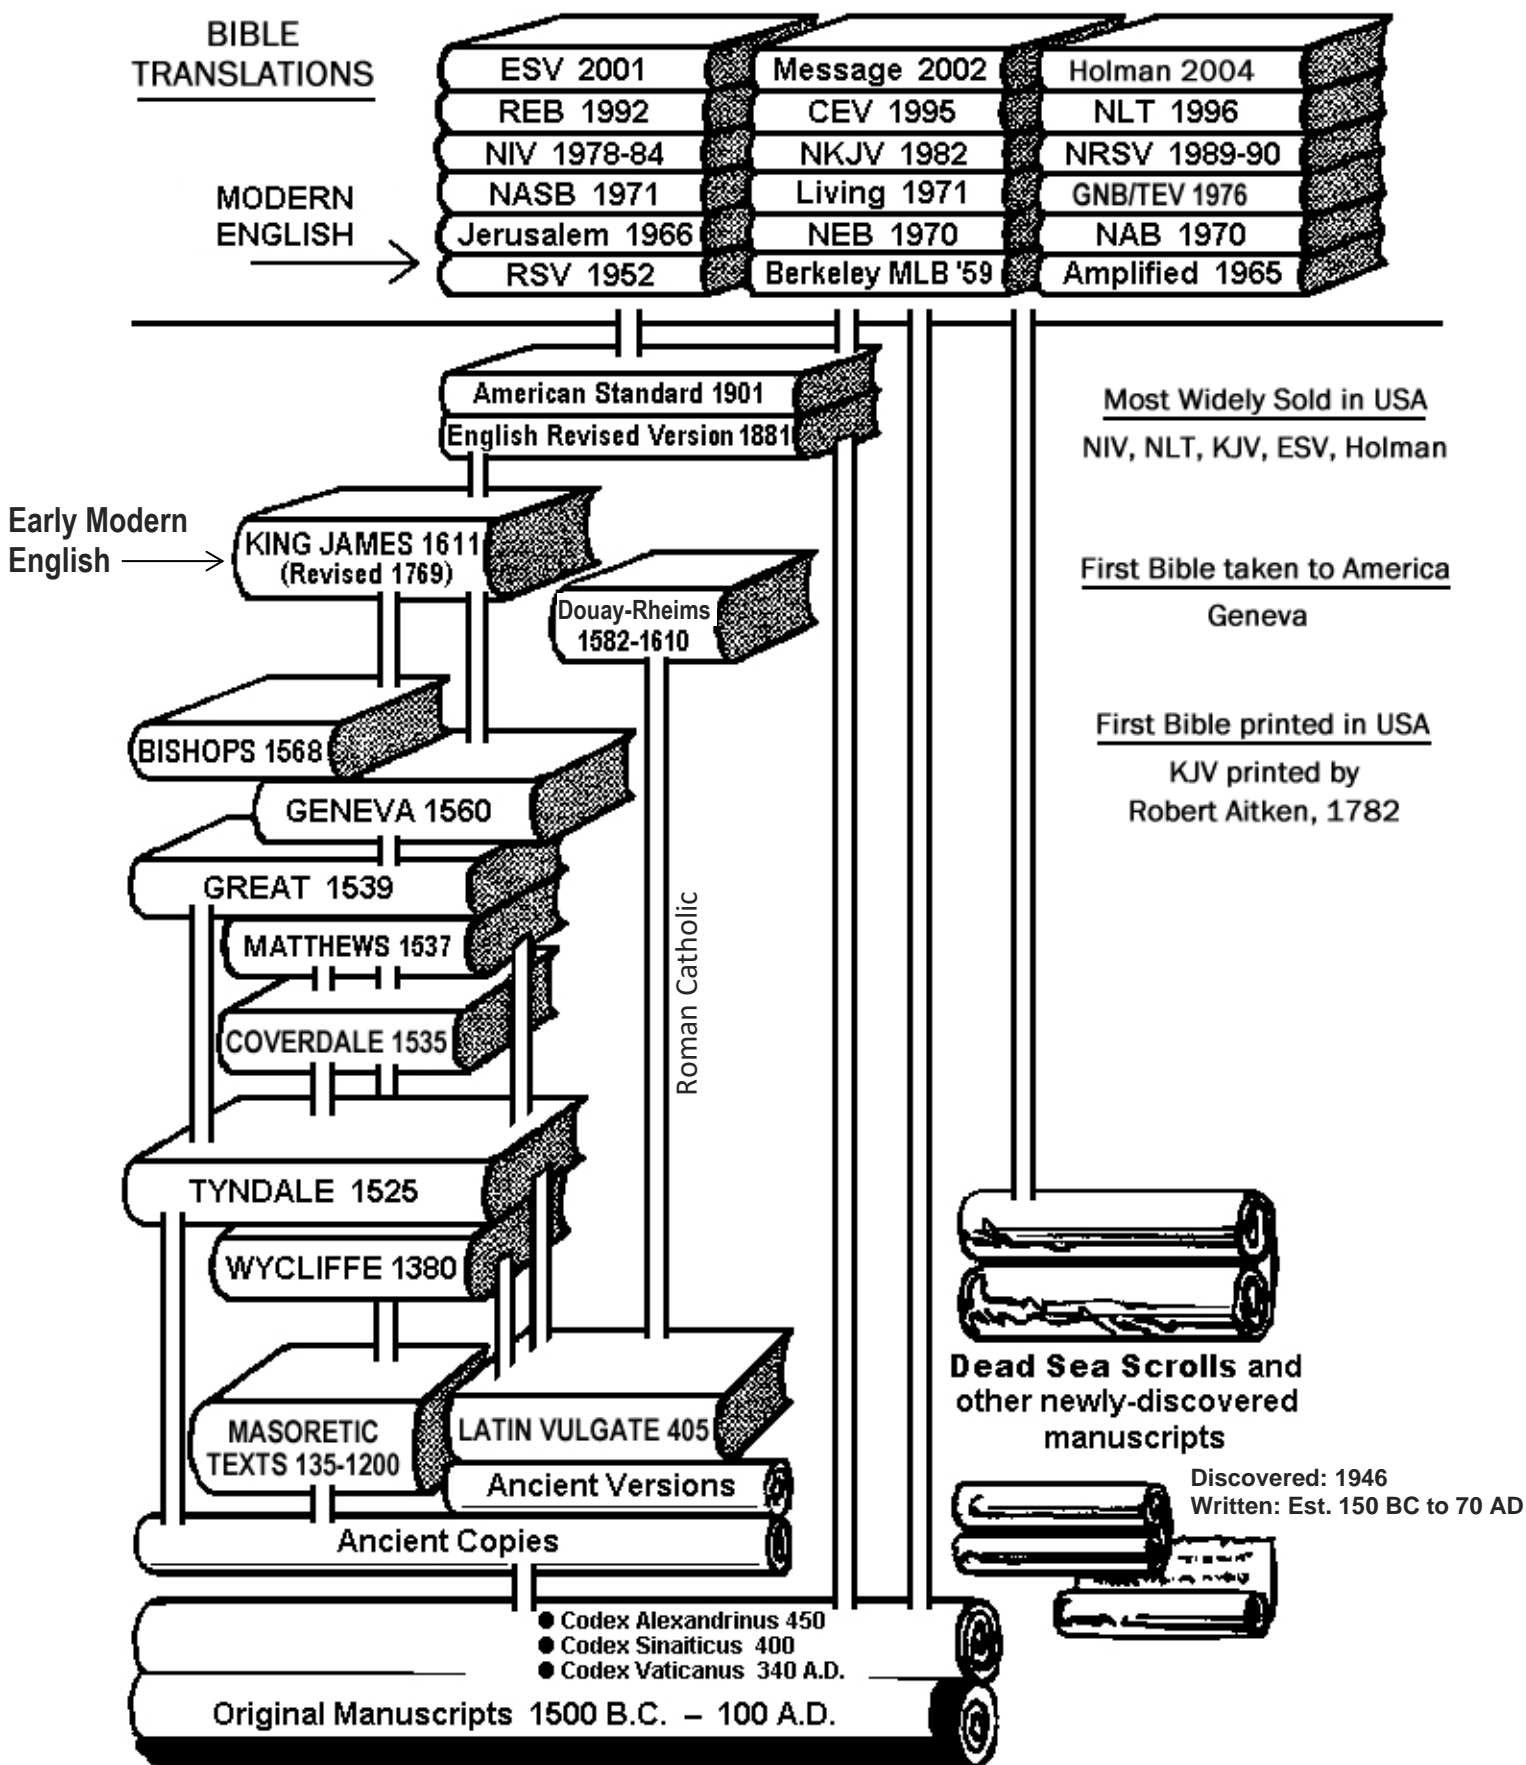 BIBLE
TRANSLATIONS
ESV 2001
Message 2002
Holman 2004
REB 1992
CEV 1995
NLT 1996
NIV 1978-84
NKJV 1982
NRSV 1989-90
NASB 1971
Living 1971
GNB/TEV 1976
Jerusalem 1966
NEB 1970
NAB 1970
RSV 1952
Berkeley MLB '59
Amplified 1965
MODERN
ENGLISH
American Standard 1901
English Revised Version 1881
Most Widely Sold in USA
NIV, NLT, KJV, ESV, Holman
Early Modern
English
KING JAMES 1611
(Revised 1769)
Douay-Rheims
1582-1610
First Bible taken to America
Geneva
BISHOPS 1568
First Bible printed in USA
KJV printed by
Robert Aitken, 1782
GENEVA 1560
GREAT 1539
MATTHEWS 1537
Roman Catholic
COVERDALE 1535
TYNDALE 1525
WYCLIFFE 1380
Dead Sea Scrolls and
other newly-discovered
manuscripts
Discovered: 1946
Written: Est. 150 BC to 70 AD
MASORETIC
TEXTS 135-1200
LATIN VULGATE 405
Ancient Versions
Ancient Copies
● Codex Alexandrinus 450
● Codex Sinaiticus 400
● Codex Vaticanus 340 A.D.
Original Manuscripts 1500 B.C. – 100 A.D.